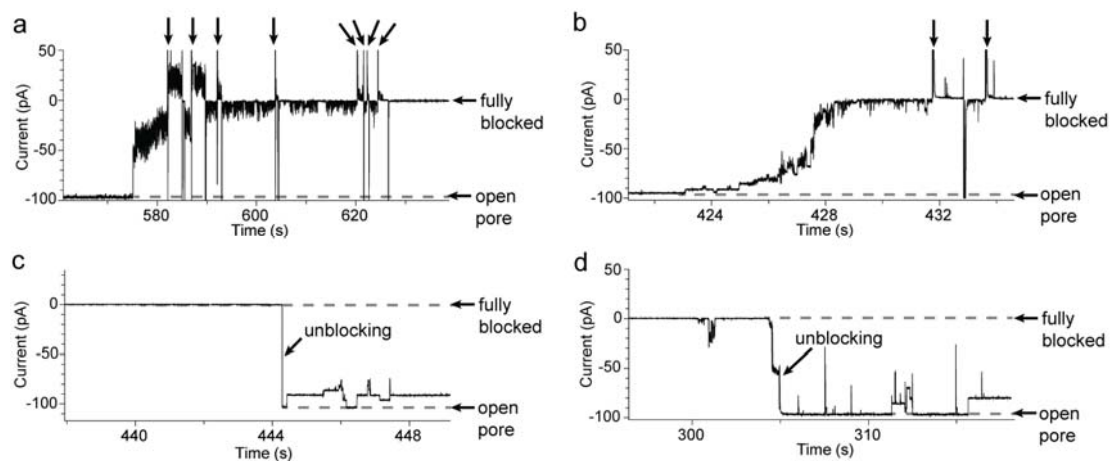 a
50
0
-50
-100
Current (pA)
580
600
620
Time (s)
fully
blocked
open
pore
b
50
0
-50
-100
Current (pA)
424
428
432
Time (s)
fully
blocked
open
pore
c
0
-50
-100
Current (pA)
unblocking
440
444
448
Time (s)
fully
blocked
open
pore
d
50
0
-50
-100
Current (pA)
unblocking
300
310
Time (s)
fully
blocked
open
pore